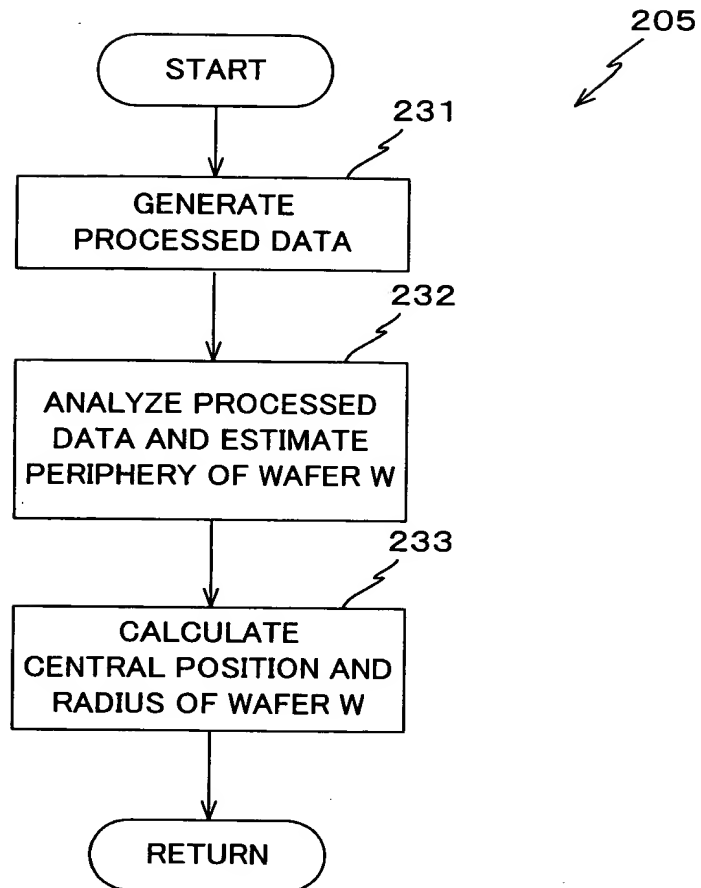 205
START
231
GENERATE
PROCESSED DATA
232
ANALYZE PROCESSED
DATA AND ESTIMATE
PERIPHERY OF WAFER W
233
CALCULATE
CENTRAL POSITION AND
RADIUS OF WAFER W
RETURN